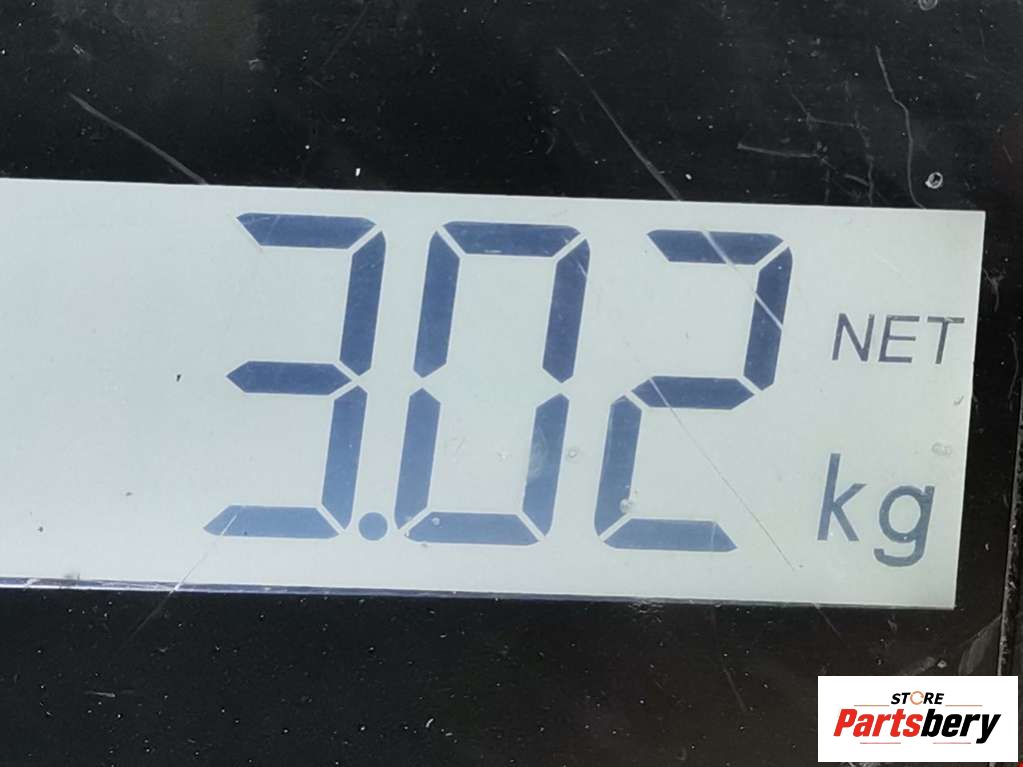 3.02
NET
kg
STORE
Partsbery